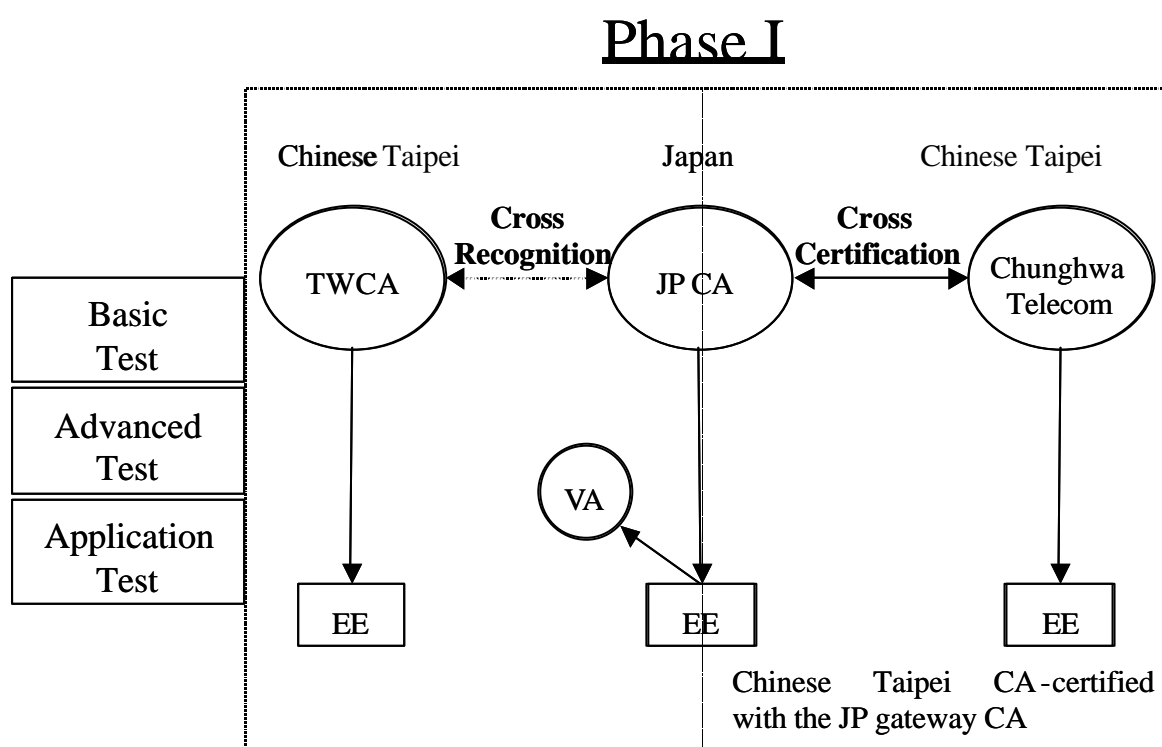 Phase I
Chinese Taipei
Japan
Chinese Taipei
Cross
Recognition
Cross
Certification
TWCA
JP CA
Chunghwa
Telecom
Basic
Test
Advanced
Test
Application
Test
VA
EE
EE
EE
Chinese Taipei CA-certified
with the JP gateway CA